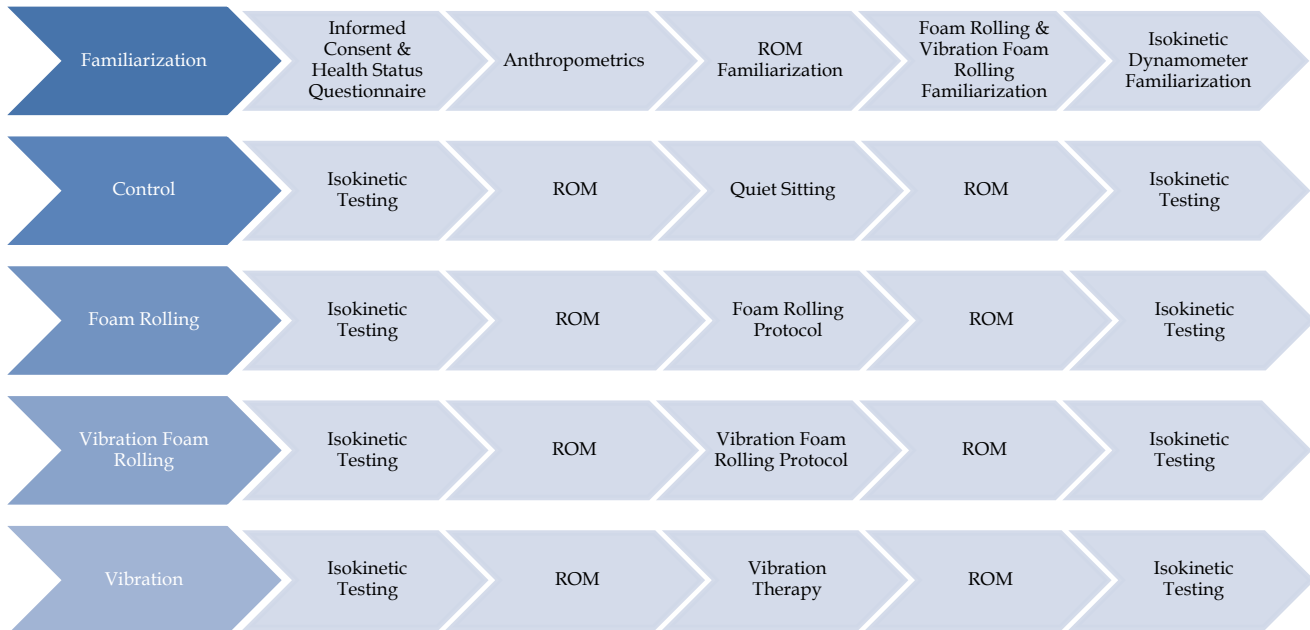 Familiarization
Informed
Consent &
Health Status
Questionnaire
Anthropometrics
ROM
Familiarization
Foam Rolling &
Vibration Foam
Rolling
Familiarization
Isokinetic
Dynamometer
Familiarization
Control
Isokinetic
Testing
ROM
Quiet Sitting
ROM
Isokinetic
Testing
Foam Rolling
Isokinetic
Testing
ROM
Foam Rolling
Protocol
ROM
Isokinetic
Testing
Vibration Foam
Rolling
Isokinetic
Testing
ROM
Vibration Foam
Rolling Protocol
ROM
Isokinetic
Testing
Vibration
Isokinetic
Testing
ROM
Vibration
Therapy
ROM
Isokinetic
Testing